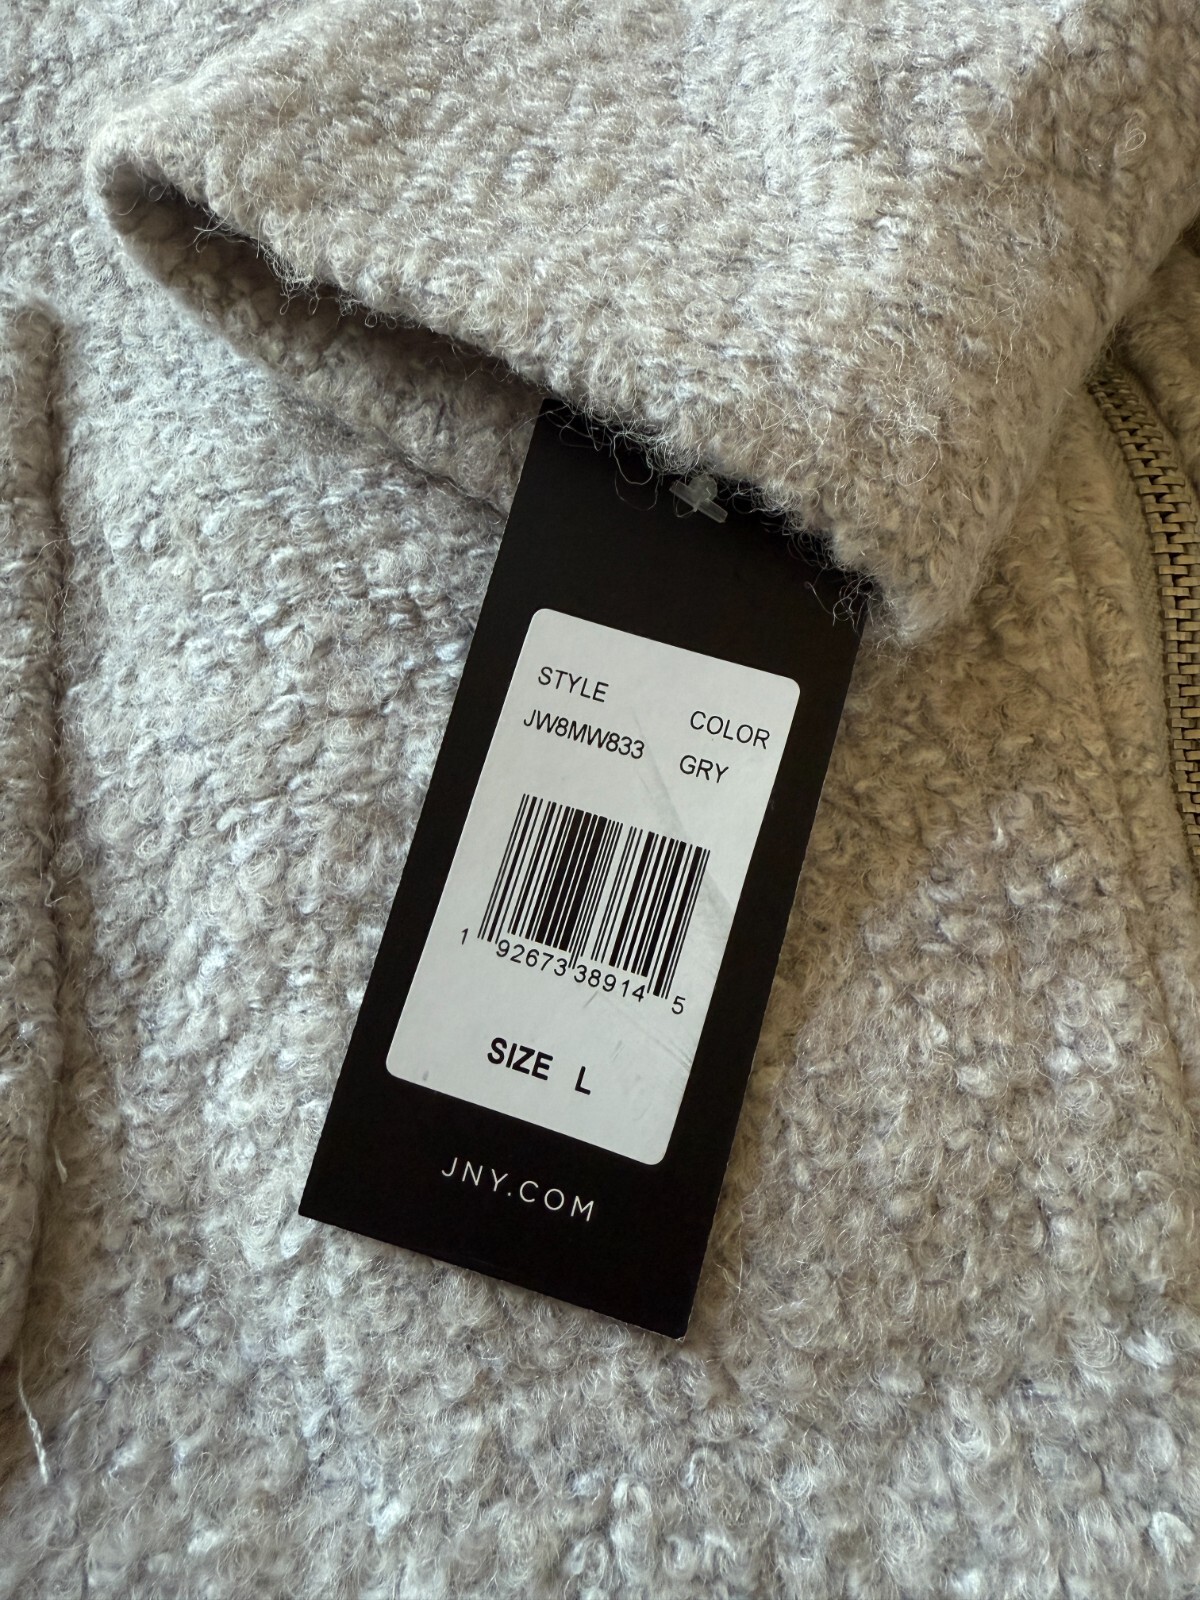 STYLE COLOR
JW8MW833 GRY
1 92673 38914 5
SIZE L
JNY.COM